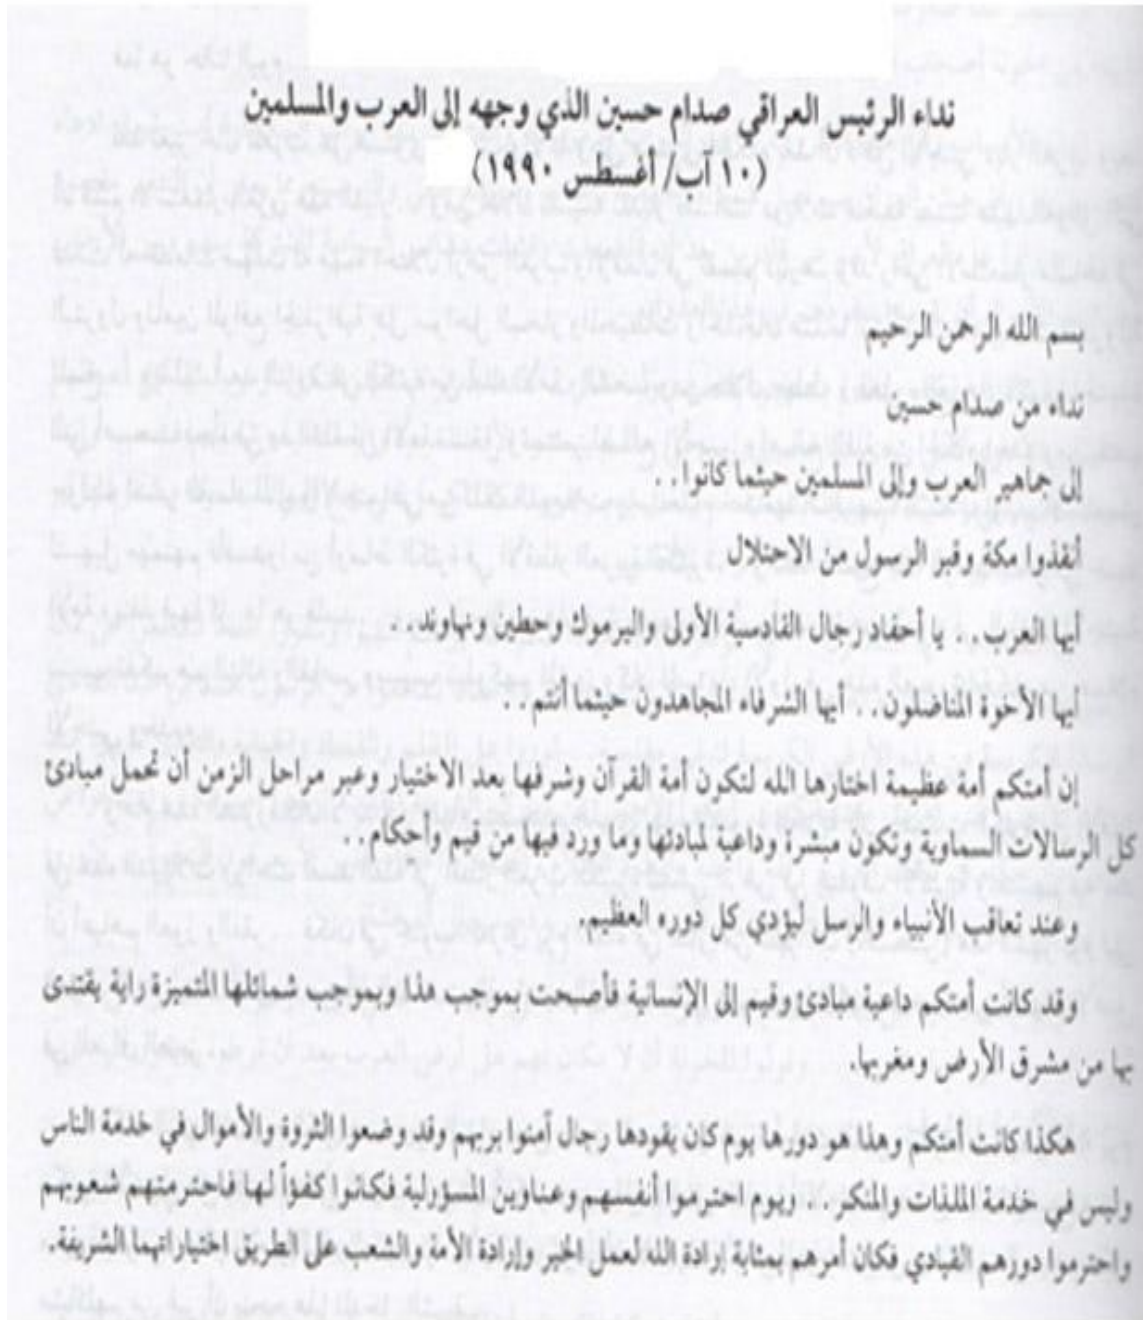 نداء الرئيس العراقي صدام حسين الذي وجهه إلى العرب والمسلمين
(١٠ آب/ أغسطس ١٩٩٠)
بسم الله الرحمن الرحيم
نداء من صدام حسين
إلى جماهير العرب وإلى المسلمين حيثما كانوا..
أنقذوا مكة وقبر الرسول من الاحتلال
أيها العرب.. يا أحفاد رجال القادسية الأولى واليرموك وحطين ونهاوند..
أيها الأخوة المناضلون.. أيها الشرفاء المجاهدون حيثما أنتم..
إن أمتكم أمة عظيمة اختارها الله لتكون أمة القرآن وشرفها بعد الاختيار وعبر مراحل الزمن أن تحمل مبادئ
كل الرسالات السماوية وتكون مبشرة وداعية لمبادئها وما ورد فيها من قيم وأحكام..
وعند تعاقب الأنبياء والرسل ليؤدي كل دوره العظيم.
وقد كانت أمتكم داعية مبادئ وقيم إلى الإنسانية فأصبحت بموجب هذا وبموجب شمائلها المتميزة راية يقتدى
بها من مشرق الأرض ومغربها.
هكذا كانت أمتكم وهذا هو دورها يوم كان يقودها رجال آمنوا بربهم وقد وضعوا الثروة والأموال في خدمة الناس
وليس في خدمة الملذات والمنكر.. ويوم احترموا أنفسهم وعناوين المسؤولية فكانوا كفؤاً لها فاحترمتهم شعوبهم
واحترموا دورهم القيادي فكان أمرهم بمثابة إرادة الله لعمل الخير وإرادة الأمة والشعب على الطريق اختياراتهما الشريفة.